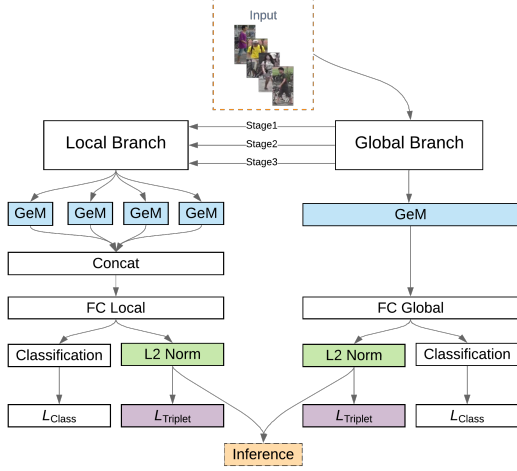 Input
Local Branch
Stage1
Stage2
Stage3
Global Branch
GeM GeM GeM GeM
GeM
Concat
FC Local
FC Global
Classification
L2 Norm
L2 Norm
Classification
LClass
LTriplet
LTriplet
LClass
Inference